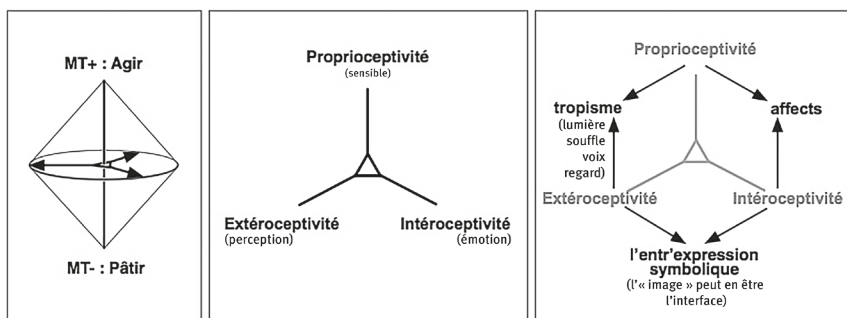 MT+ : Agir
MT- : Pâtir
Proprioceptivité
(sensible)
Extéroceptivité
(perception)
Intéroceptivité
(émotion)
Proprioceptivité
tropisme
(lumière
souffle
voix
regard)
affects
Extéroceptivité
Intéroceptivité
l'entr'expression
symbolique
(l'« image » peut en être
l'interface)